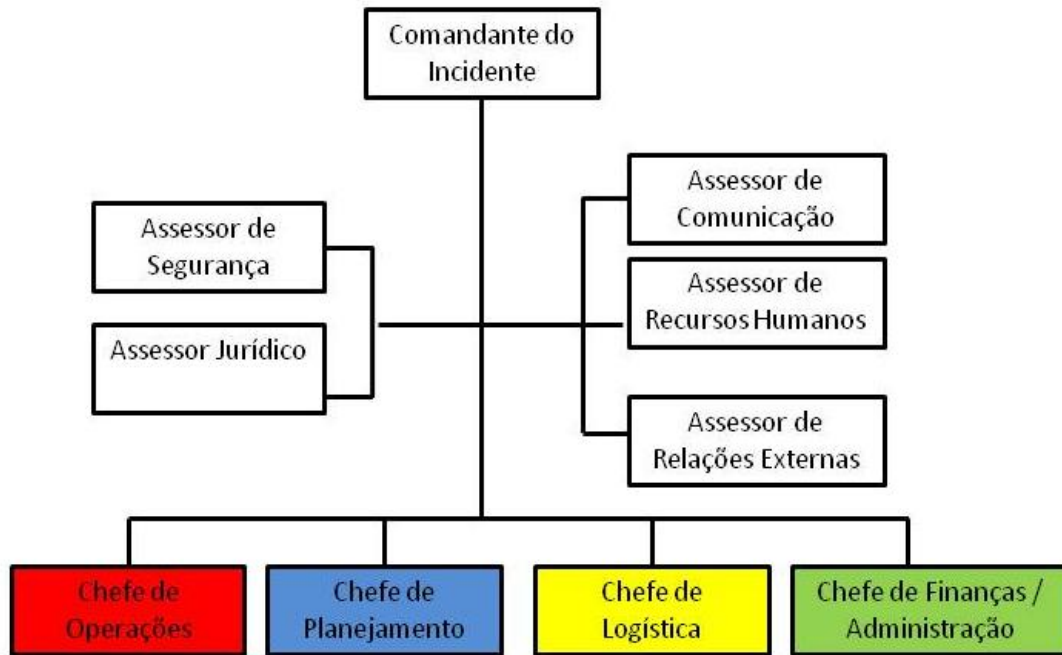 Comandante do
Incidente
Assessor de
Segurança
Assessor Jurídico
Assessor de
Comunicação
Assessor de
Recursos Humanos
Assessor de
Relações Externas
Chefe de
Operações
Chefe de
Planejamento
Chefe de
Logística
Chefe de Finanças /
Administração